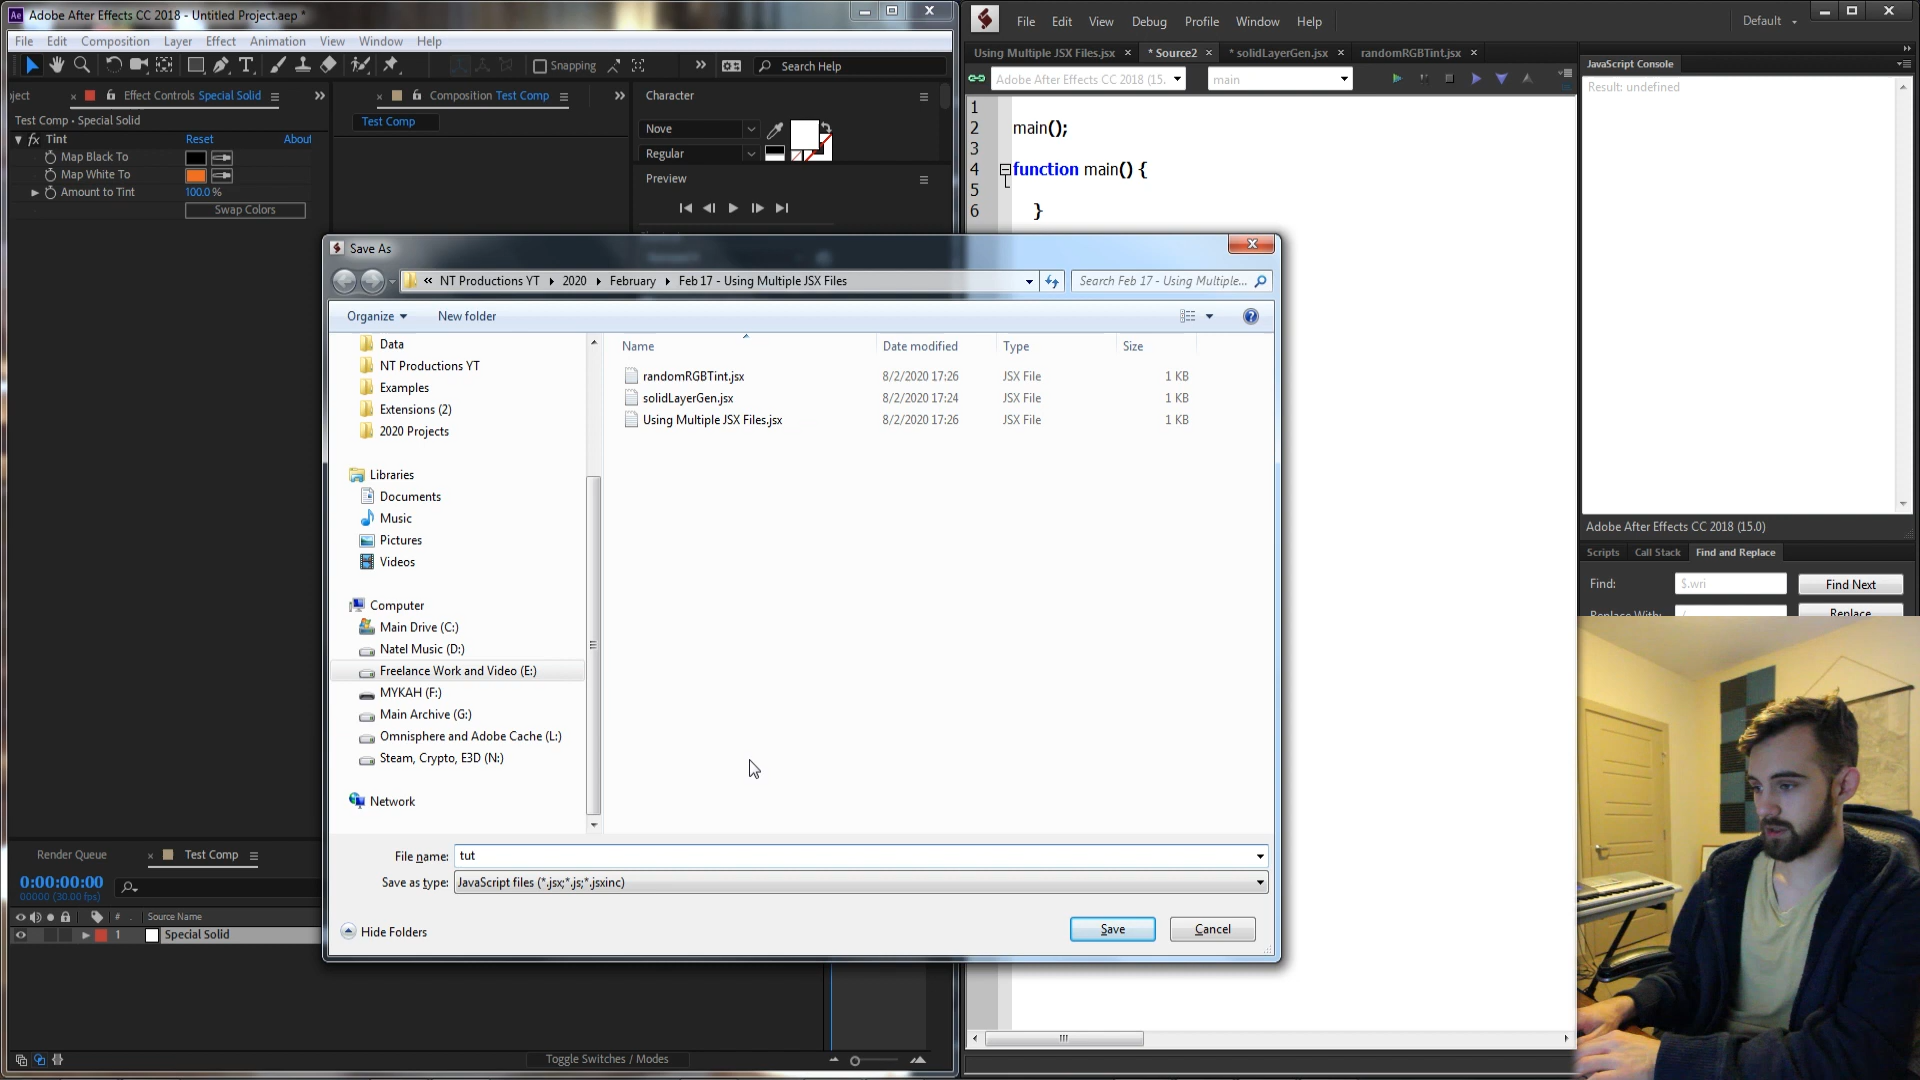 Ae Adobe After Effects CC 2018 - Untitled Project.aep *
File Edit Composition Layer Effect Animation View Window Help
Snapping
Search Help
ject
Effect Controls Special Solid
Composition Test Comp
Character
Test Comp • Special Solid
Test Comp
fx Tint Reset About
Map Black To
Map White To
Amount to Tint 100.0 %
Swap Colors
Nove
Regular
Preview
File Edit View Debug Profile Window Help
Default
Using Multiple JSX Files.jsx
* Source2
* solidLayerGen.jsx
randomRGBTint.jsx
Adobe After Effects CC 2018 (15.
main
1
2 main();
3
4 function main() {
5
6 }
JavaScript Console
Result: undefined
Adobe After Effects CC 2018 (15.0)
Scripts Call Stack Find and Replace
Find: $.wri Find Next
Replace With: / Replace
Save As
« NT Productions YT 2020 February Feb 17 - Using Multiple JSX Files
Search Feb 17 - Using Multiple...
Organize New folder
Data
NT Productions YT
Examples
Extensions (2)
2020 Projects
Libraries
Documents
Music
Pictures
Videos
Computer
Main Drive (C:)
Natel Music (D:)
Freelance Work and Video (E:)
MYKAH (F:)
Main Archive (G:)
Omnisphere and Adobe Cache (L:)
Steam, Crypto, E3D (N:)
Network
Name Date modified Type Size
randomRGBTint.jsx 8/2/2020 17:26 JSX File 1 KB
solidLayerGen.jsx 8/2/2020 17:24 JSX File 1 KB
Using Multiple JSX Files.jsx 8/2/2020 17:26 JSX File 1 KB
File name: tut
Save as type: JavaScript files (*.jsx;*.js;*.jsxinc)
Hide Folders
Save
Cancel
Render Queue
Test Comp
0:00:00:00
00000 (30.00 fps)
# . Source Name
1 Special Solid
Toggle Switches / Modes